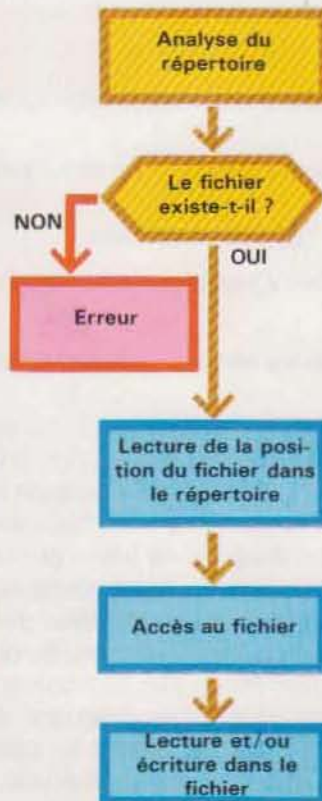 Analyse du
répertoire
Le fichier
existe-t-il ?
NON
OUI
Erreur
Lecture de la posi-
tion du fichier dans
le répertoire
Accès au fichier
Lecture et/ou
écriture dans le
fichier